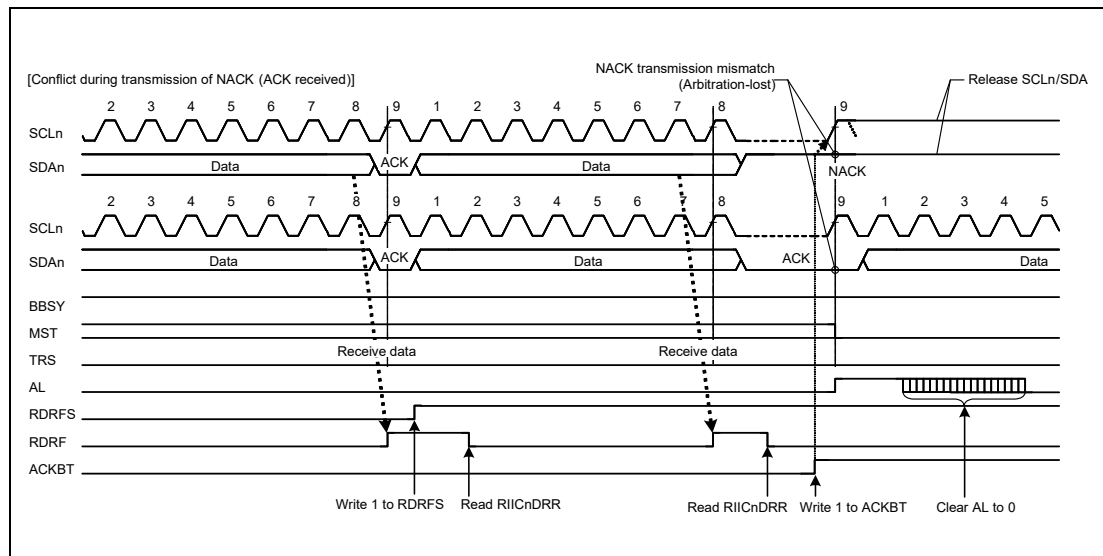 [Conflict during transmission of NACK (ACK received)]
NACK transmission mismatch
(Arbitration-lost)
Release SCLn/SDA
2 3 4 5 6 7 8 9 1 2 3 4 5 6 7 8 9
SCLn
SDAn
Data
ACK
Data
NACK
2 3 4 5 6 7 8 9 1 2 3 4 5 6 7 8 9 1 2 3 4 5
SCLn
SDAn
Data
ACK
Data
ACK
Data
BBSY
MST
TRS
Receive data
Receive data
AL
RDRFS
RDRF
ACKBT
Write 1 to RDRFS
Read RIICnDRR
Read RIICnDRR
Write 1 to ACKBT
Clear AL to 0